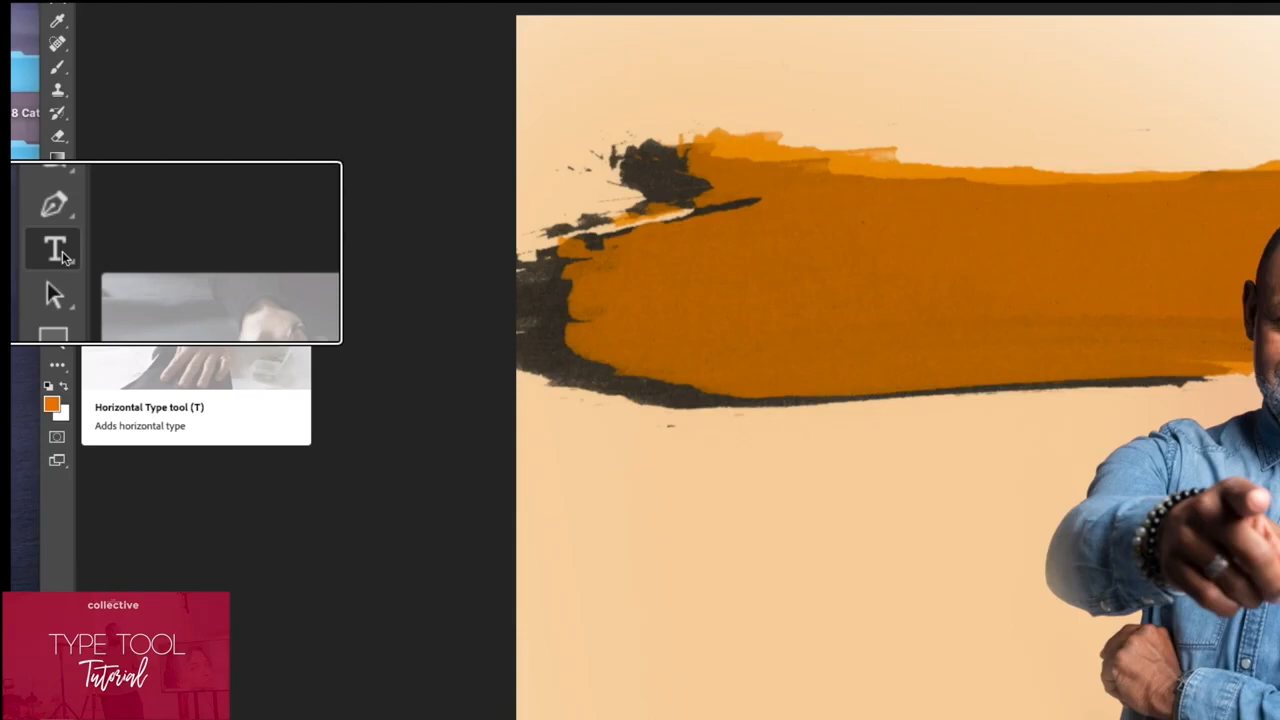 8 Cat
T
Horizontal Type tool (T)
Adds horizontal type
collective
TYPE TOOL
Tutorial